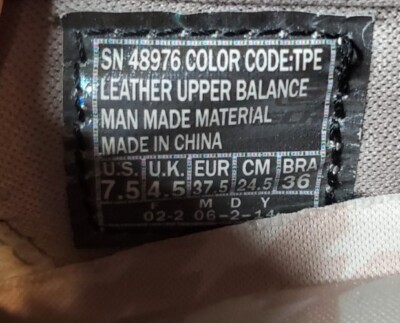 SN 48976 COLOR CODE:TPE
LEATHER UPPER BALANCE
MAN MADE MATERIAL
MADE IN CHINA
U.S. U.K. EUR CM BRA
7.5 4.5 37.5 24.5 36
F M D Y
02-2 06-2-14